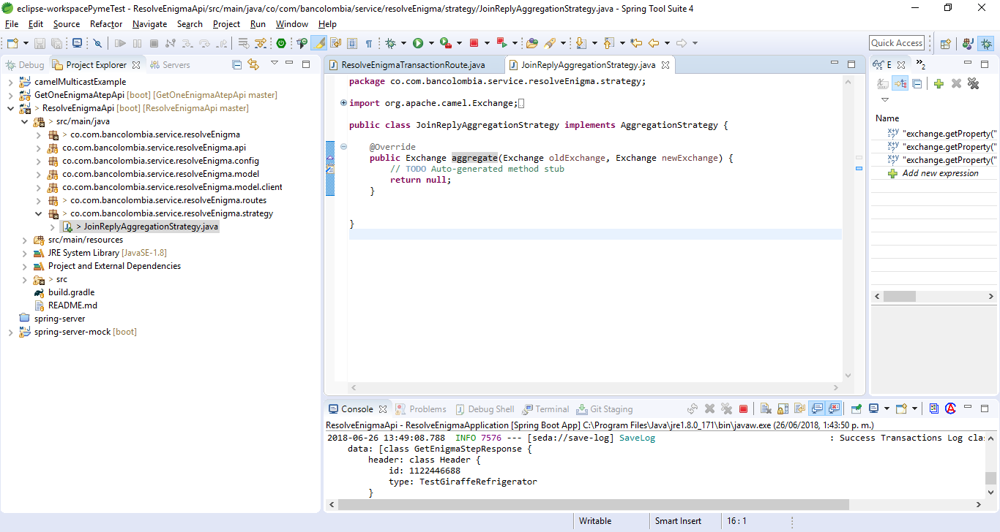 eclipse-workspacePymeTest - ResolveEnigmaApi/src/main/java/co/com/bancolombia/service/resolveEnigma/strategy/JoinReplyAggregationStrategy.java - Spring Tool Suite 4
File Edit Source Refactor Navigate Search Project Run Window Help
Quick Access
Debug Project Explorer Servers
camelMulticastExample
GetOneEnigmaAtepApi [boot] [GetOneEnigmaAtepApi master]
> ResolveEnigmaApi [boot] [ResolveEnigmaApi master]
> src/main/java
> co.com.bancolombia.service.resolveEnigma
co.com.bancolombia.service.resolveEnigma.api
co.com.bancolombia.service.resolveEnigma.config
co.com.bancolombia.service.resolveEnigma.model
co.com.bancolombia.service.resolveEnigma.model.client
> co.com.bancolombia.service.resolveEnigma.routes
> co.com.bancolombia.service.resolveEnigma.strategy
> JoinReplyAggregationStrategy.java
src/main/resources
JRE System Library [JavaSE-1.8]
Project and External Dependencies
> src
build.gradle
README.md
spring-server
spring-server-mock [boot]
ResolveEnigmaTransactionRoute.java JoinReplyAggregationStrategy.java
package co.com.bancolombia.service.resolveEnigma.strategy;
import org.apache.camel.Exchange;
public class JoinReplyAggregationStrategy implements AggregationStrategy {
@Override
public Exchange aggregate(Exchange oldExchange, Exchange newExchange) {
// TODO Auto-generated method stub
return null;
}
}
E 2
Name
"exchange.getProperty("
"exchange.getProperty("
"exchange.getProperty("
Add new expression
Console Problems Debug Shell Terminal Git Staging
ResolveEnigmaApi - ResolveEnigmaApplication [Spring Boot App] C:\Program Files\Java\jre1.8.0_171\bin\javaw.exe (26/06/2018, 1:43:50 p. m.)
2018-06-26 13:49:08.788 INFO 7576 --- [seda://save-log] SaveLog : Success Transactions Log clas
data: [class GetEnigmaStepResponse {
header: class Header {
id: 1122446688
type: TestGiraffeRefrigerator
}
Writable Smart Insert 16 : 1